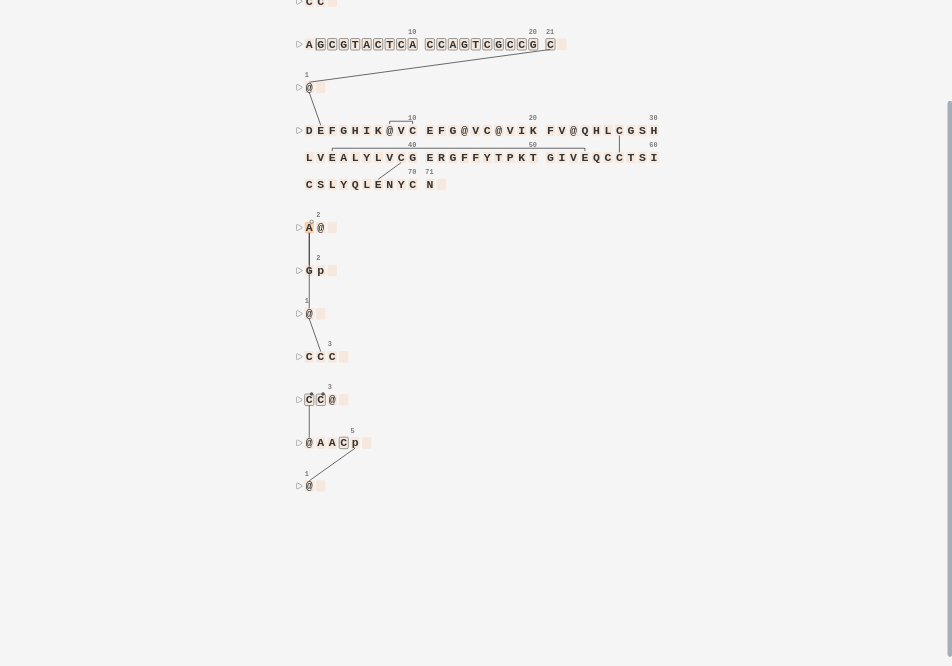 C C
10 20 21
A G C G T A C T C A C C A G T C G C C G C
1
@
10 20 30
D E F G H I K @ V C E F G @ V C @ V I K F V @ Q H L C G S H
40 50 60
L V E A L Y L V C G E R G F F Y T P K T G I V E Q C C T S I
70 71
C S L Y Q L E N Y C N
2
A @
2
G p
1
@
3
C C C
3
C C @
5
@ A A C p
1
@